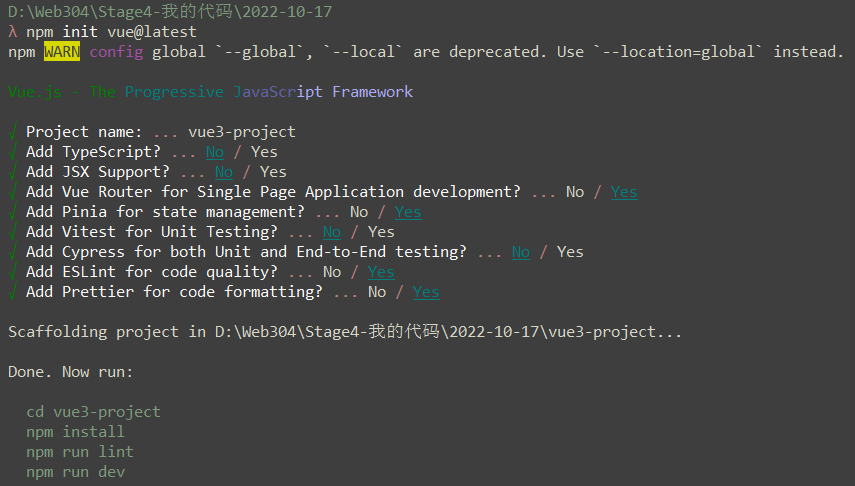 D:\Web304\Stage4-我的代码\2022-10-17
λ npm init vue@latest
npm WARN config global `--global`, `--local` are deprecated. Use `--location=global` instead.
Vue.js - The Progressive JavaScript Framework
√ Project name: ... vue3-project
√ Add TypeScript? ... No / Yes
√ Add JSX Support? ... No / Yes
√ Add Vue Router for Single Page Application development? ... No / Yes
√ Add Pinia for state management? ... No / Yes
√ Add Vitest for Unit Testing? ... No / Yes
√ Add Cypress for both Unit and End-to-End testing? ... No / Yes
√ Add ESLint for code quality? ... No / Yes
√ Add Prettier for code formatting? ... No / Yes
Scaffolding project in D:\Web304\Stage4-我的代码\2022-10-17\vue3-project...
Done. Now run:
cd vue3-project
npm install
npm run lint
npm run dev